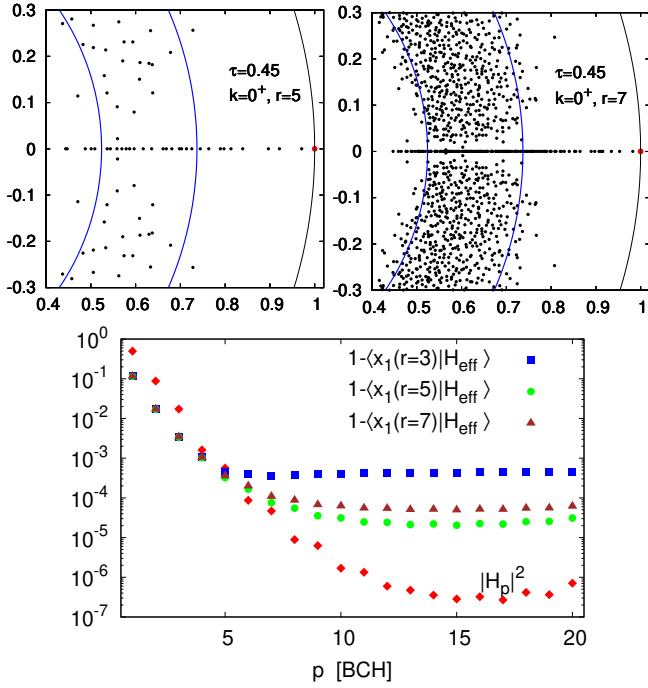 0.3
0.2
0.1
0
-0.1
-0.2
-0.3
0.4 0.5 0.6 0.7 0.8 0.9 1
τ=0.45
k=0⁺, r=5
0.3
0.2
0.1
0
-0.1
-0.2
-0.3
0.4 0.5 0.6 0.7 0.8 0.9 1
τ=0.45
k=0⁺, r=7
10⁰
10⁻¹
10⁻²
10⁻³
10⁻⁴
10⁻⁵
10⁻⁶
10⁻⁷
1-⟨x₁(r=3)|H_eff⟩
1-⟨x₁(r=5)|H_eff⟩
1-⟨x₁(r=7)|H_eff⟩
|H_p|²
5 10 15 20
p [BCH]